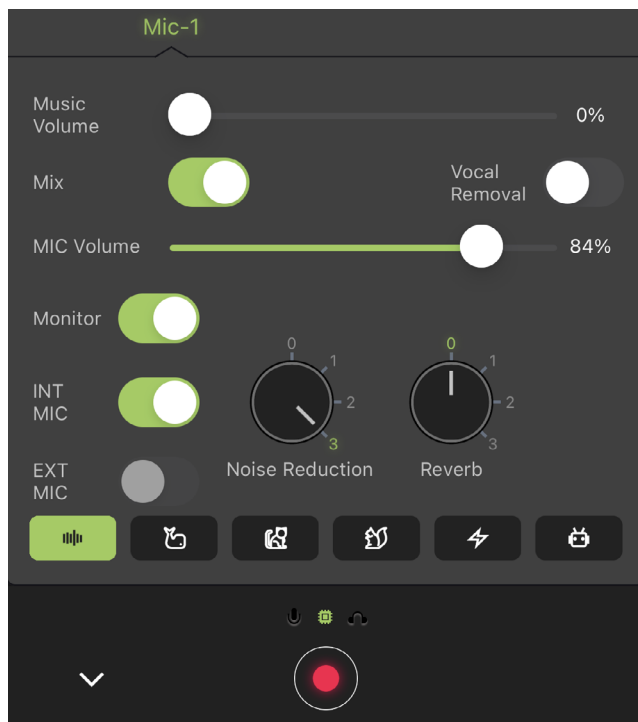 Mic-1
Music
Volume
0%
Mix
Vocal
Removal
MIC Volume
84%
Monitor
INT
MIC
0
1
2
3
Noise Reduction
0
1
2
3
Reverb
EXT
MIC